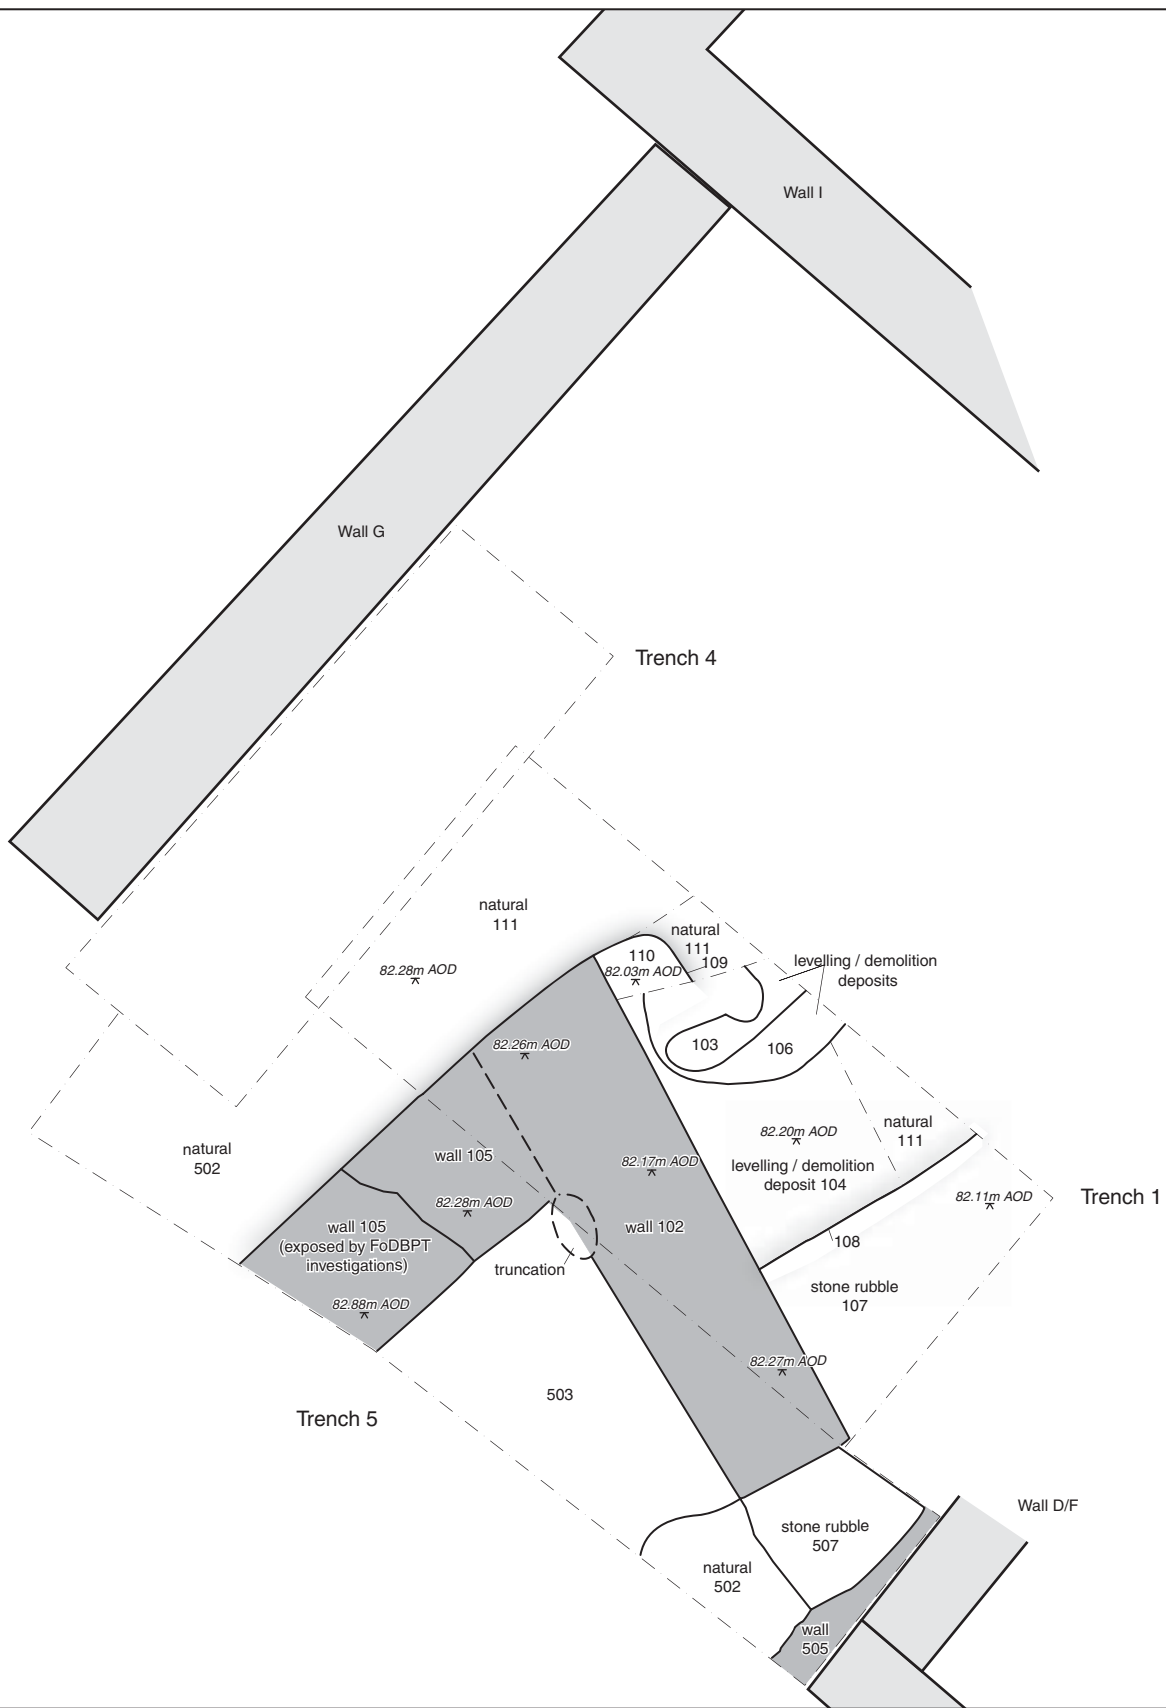 Wall I
Wall G
Trench 4
natural
111
natural
111
109
110
82.03m AOD
levelling / demolition
deposits
82.28m AOD
103
106
82.26m AOD
natural
111
82.20m AOD
natural
502
wall 105
82.17m AOD
levelling / demolition
deposit 104
82.11m AOD
Trench 1
82.28m AOD
wall 105
(exposed by FoDBPT
investigations)
wall 102
108
truncation
stone rubble
107
82.88m AOD
82.27m AOD
503
Trench 5
Wall D/F
stone rubble
507
natural
502
wall
505